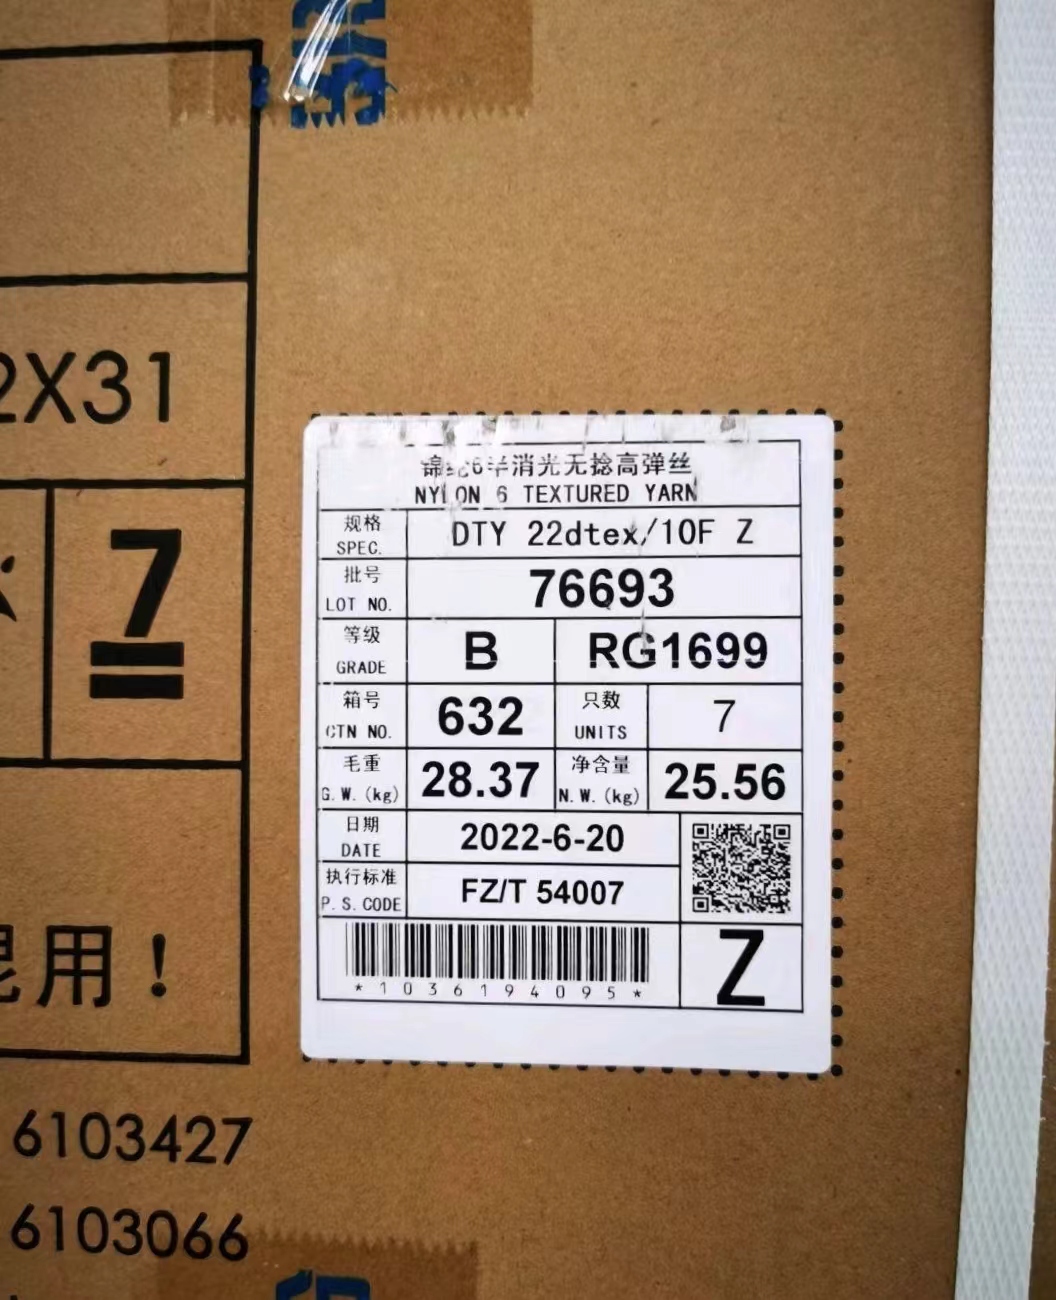 2X31
7
混用！
6103427
6103066
锦纶6半消光无捻高弹丝
NYLON 6 TEXTURED YARN
规格 SPEC. DTY 22dtex/10F Z
批号 LOT NO. 76693
等级 GRADE B RG1699
箱号 CTN NO. 632 只数 UNITS 7
毛重 G.W.(kg) 28.37 净含量 N.W.(kg) 25.56
日期 DATE 2022-6-20
执行标准 P.S.CODE FZ/T 54007
*1036194095*
Z